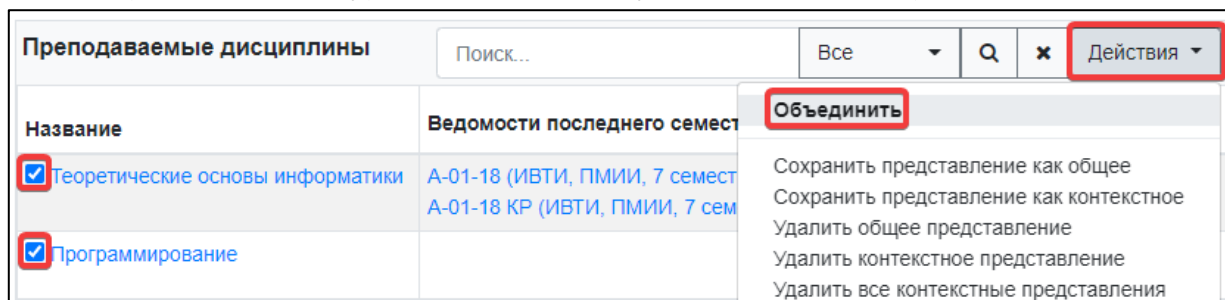 Преподаваемые дисциплины
Поиск...
Все
Действия
Объединить
Название
Ведомости последнего семест
Сохранить представление как общее
Сохранить представление как контекстное
Удалить общее представление
Удалить контекстное представление
Удалить все контекстные представления
Теоретические основы информатики
А-01-18 (ИВТИ, ПМИИ, 7 семест
А-01-18 КР (ИВТИ, ПМИИ, 7 сем
Программирование